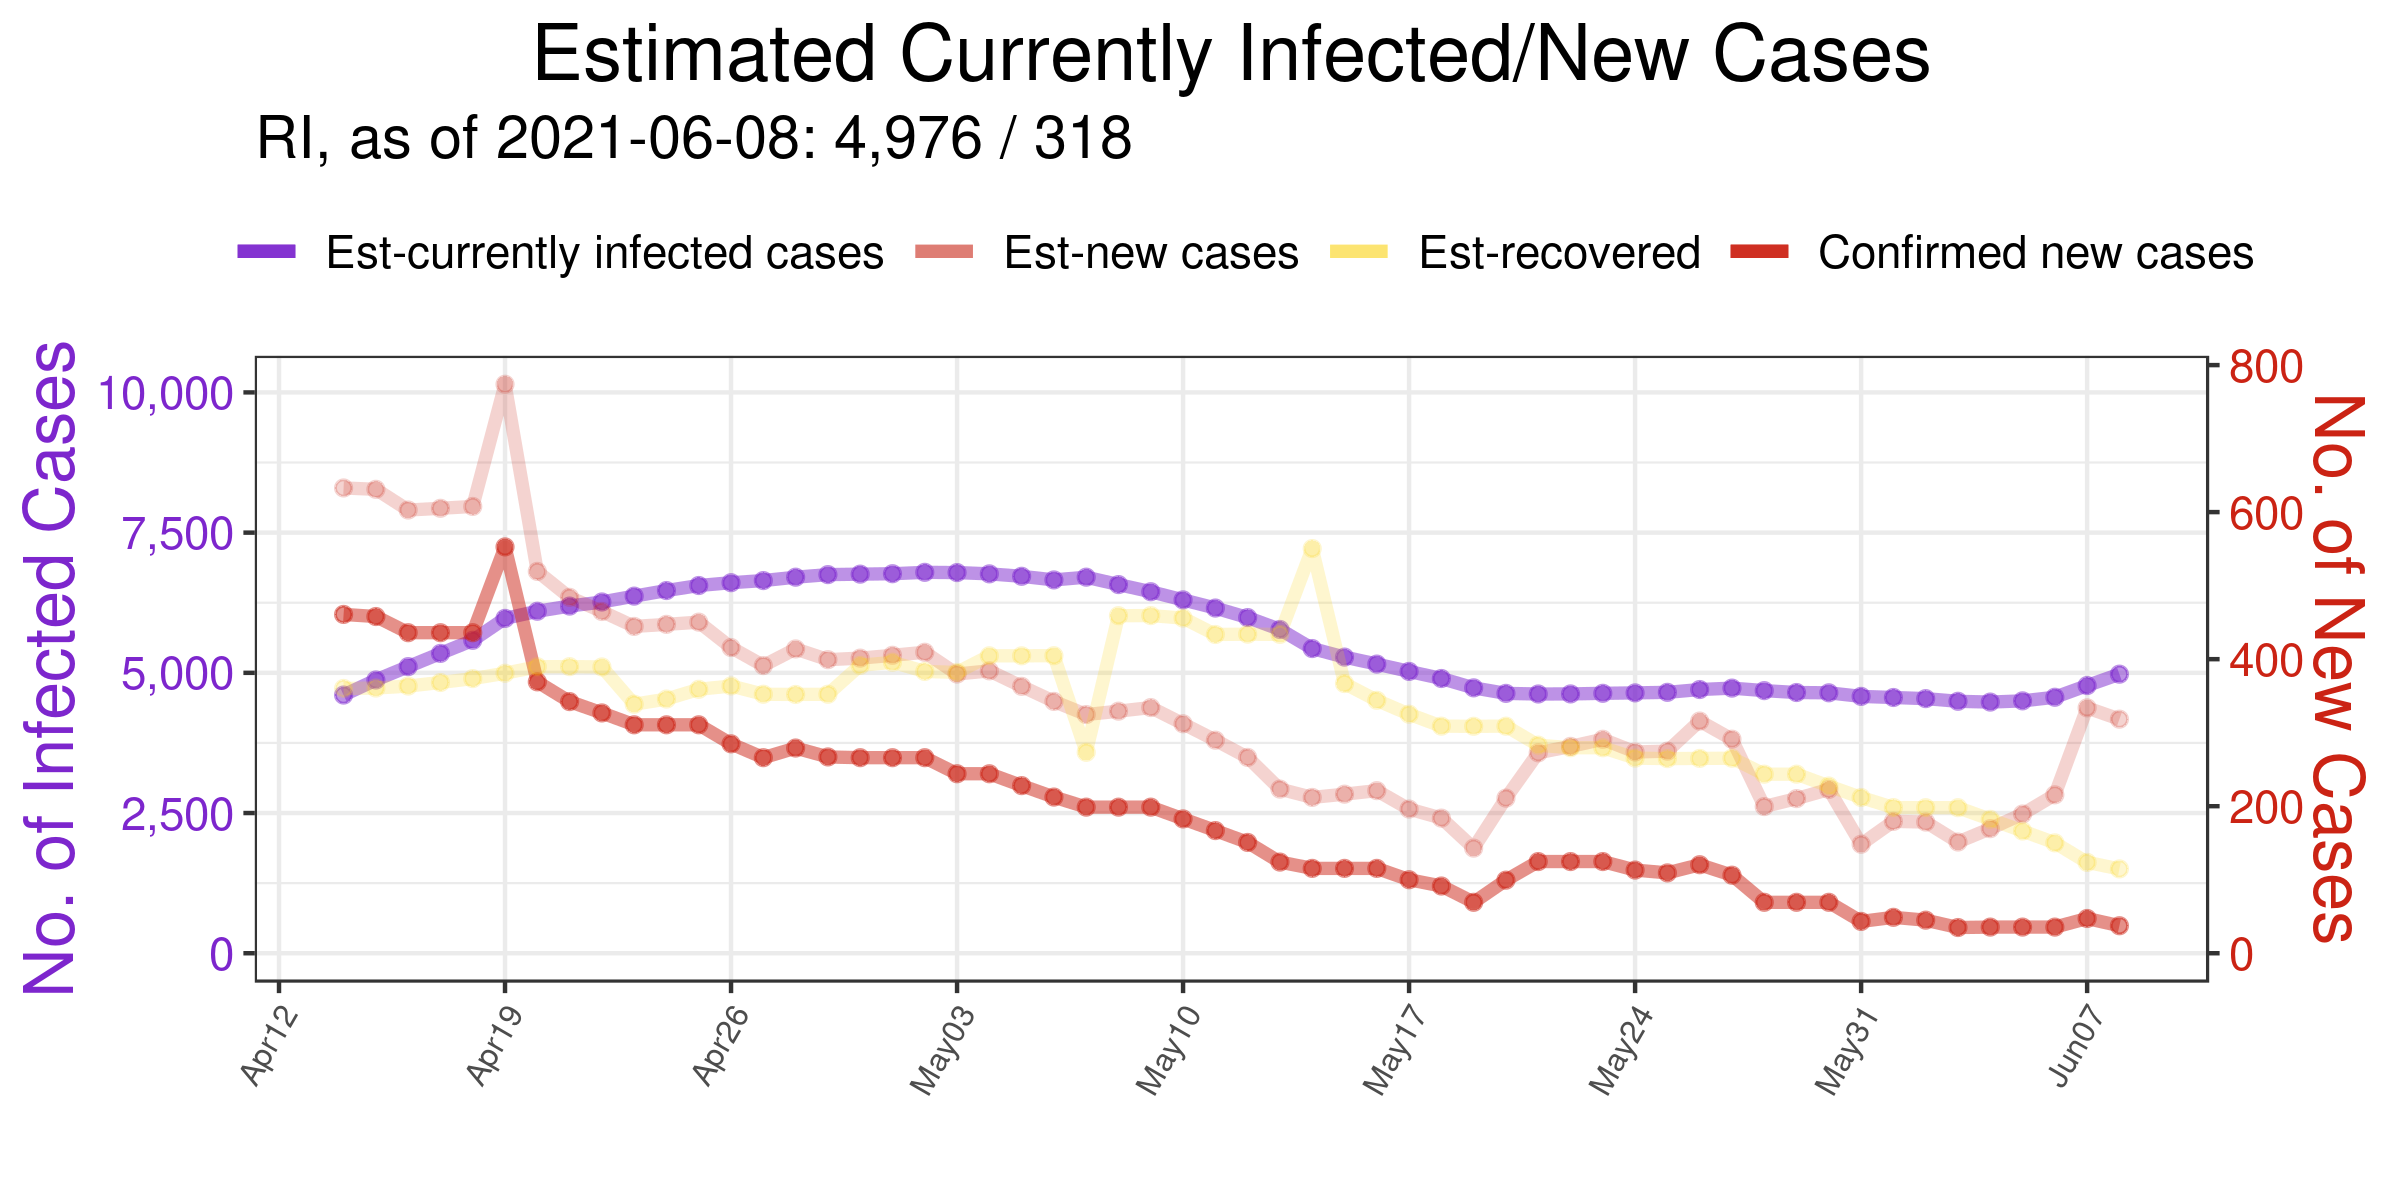 Estimated Currently Infected/New Cases
RI, as of 2021-06-08: 4,976 / 318
Est-currently infected cases Est-new cases Est-recovered Confirmed new cases
No. of Infected Cases
10,000
7,500
5,000
2,500
0
800
600
400
200
0
No. of New Cases
Apr12 Apr19 Apr26 May03 May10 May17 May24 May31 Jun07